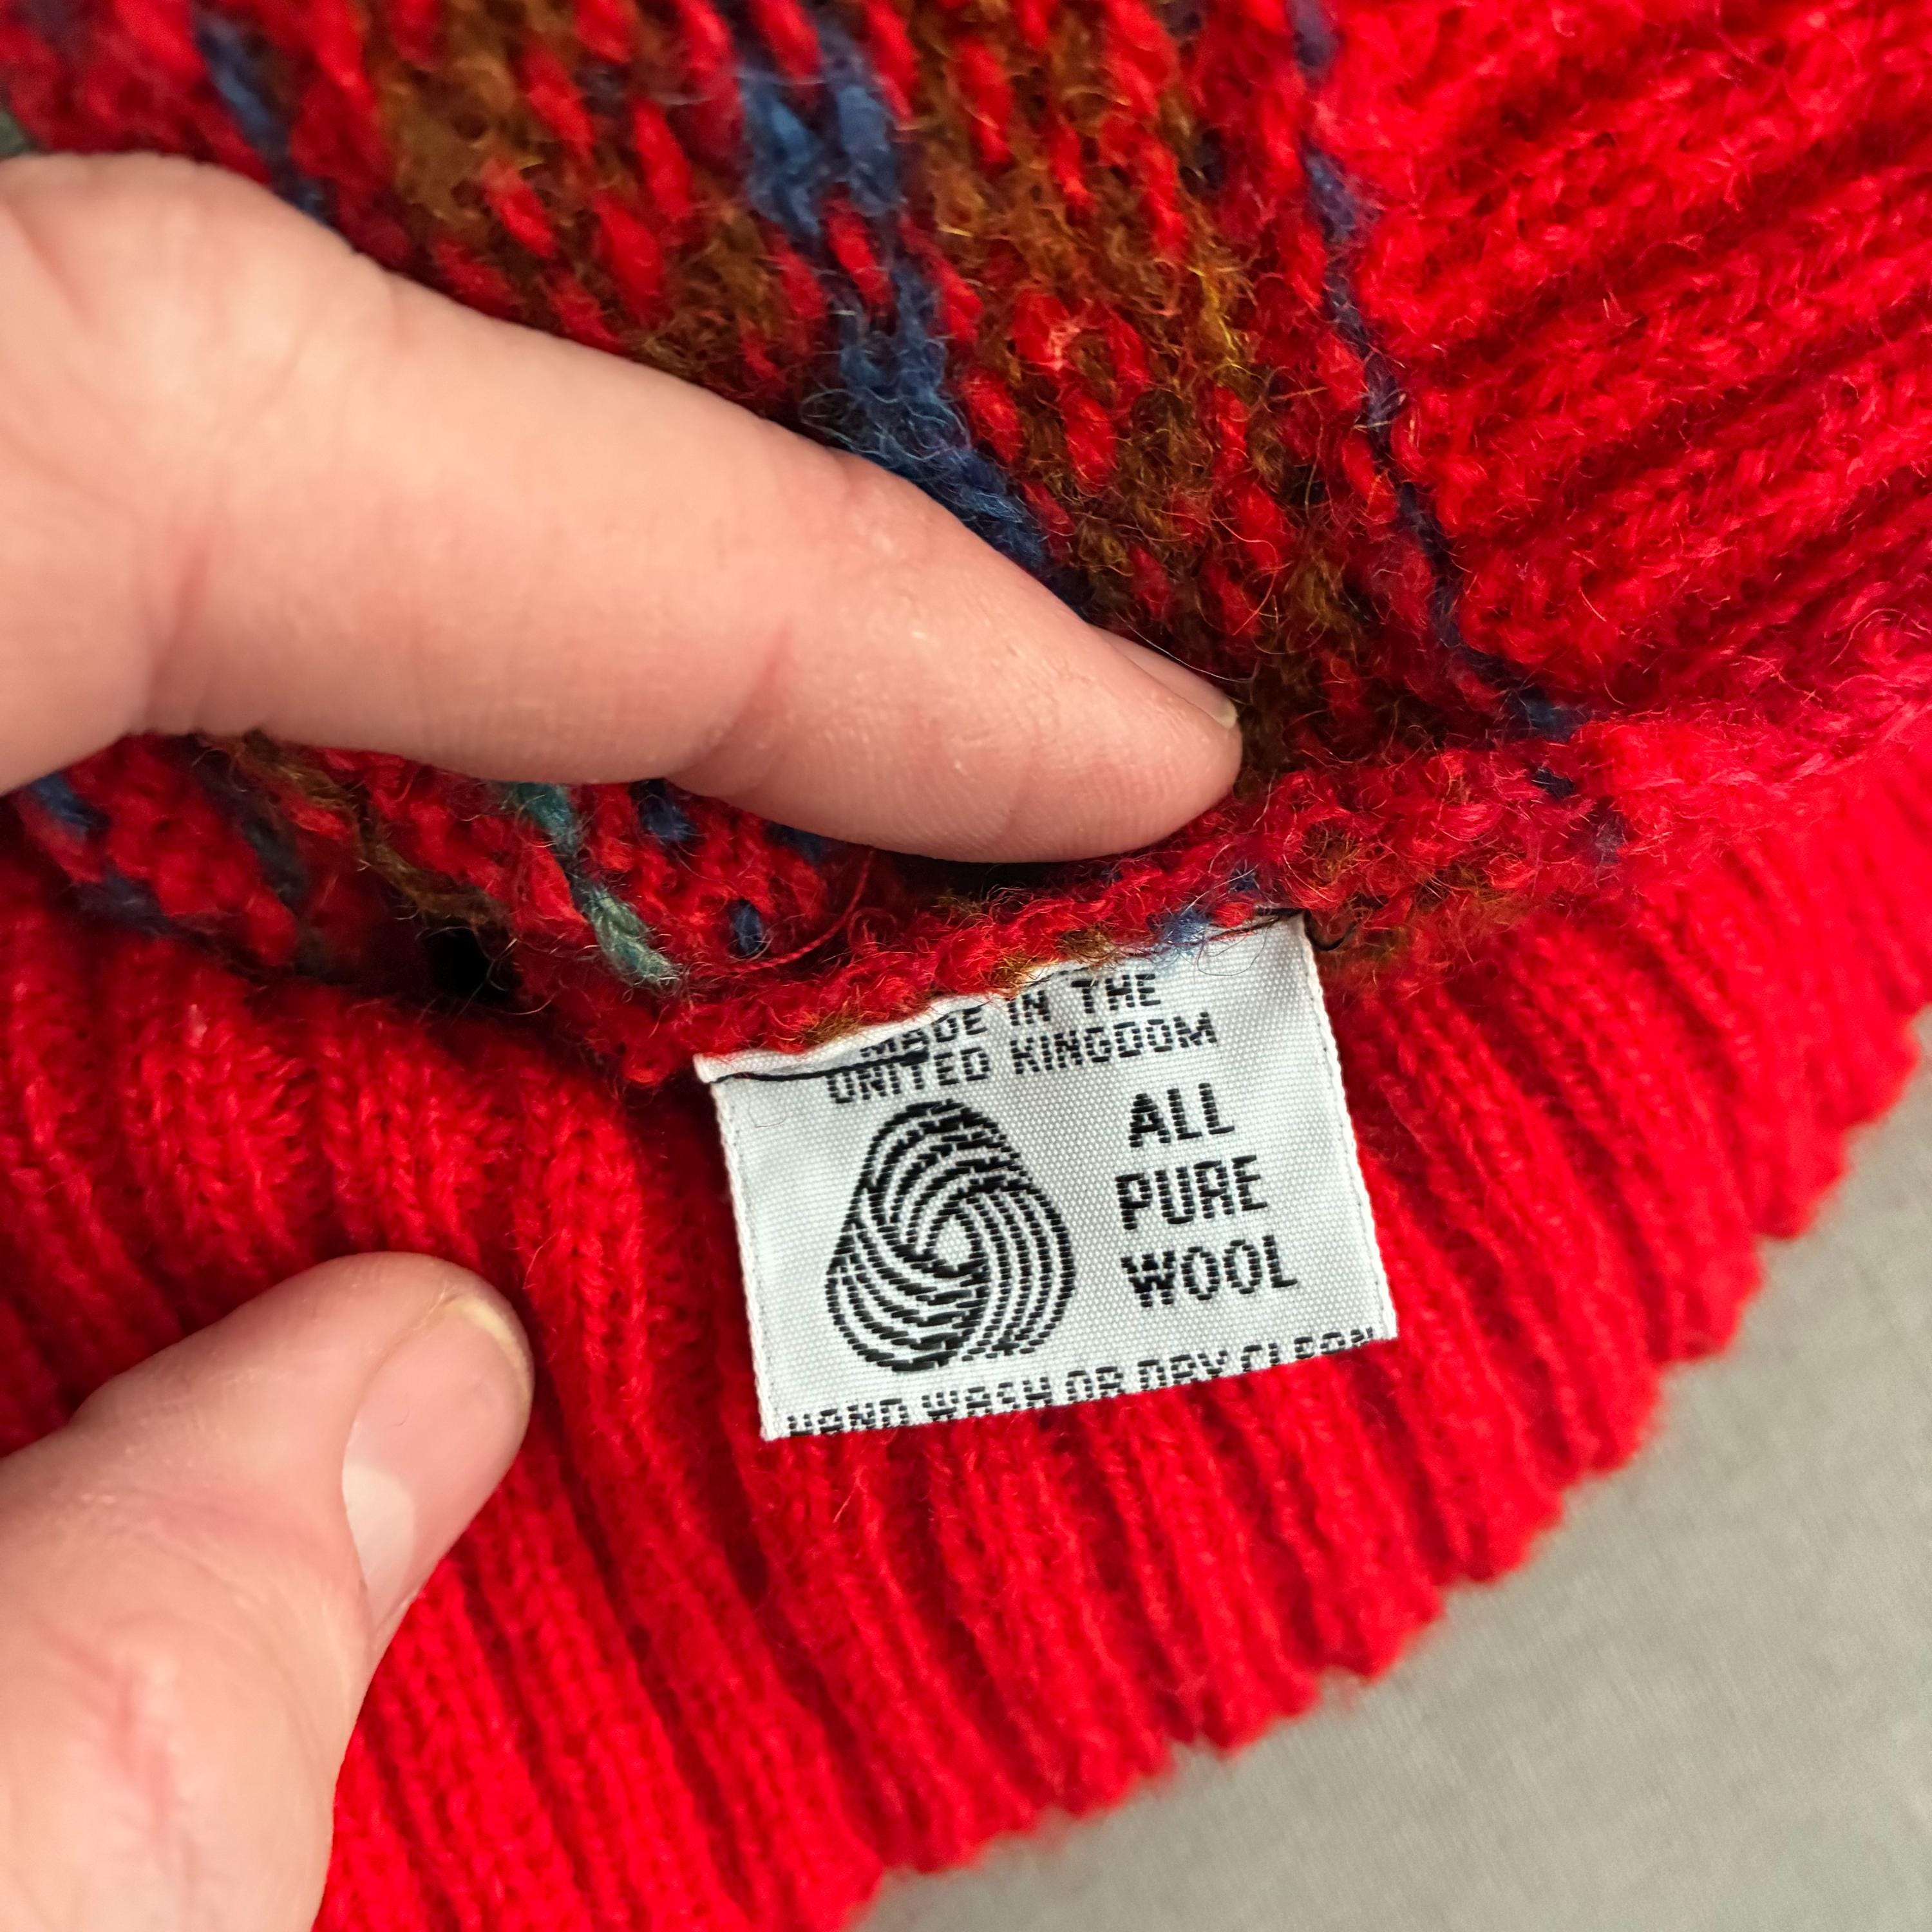 MADE IN THE
UNITED KINGDOM
ALL
PURE
WOOL
HAND WASH OR DRY CLEAN